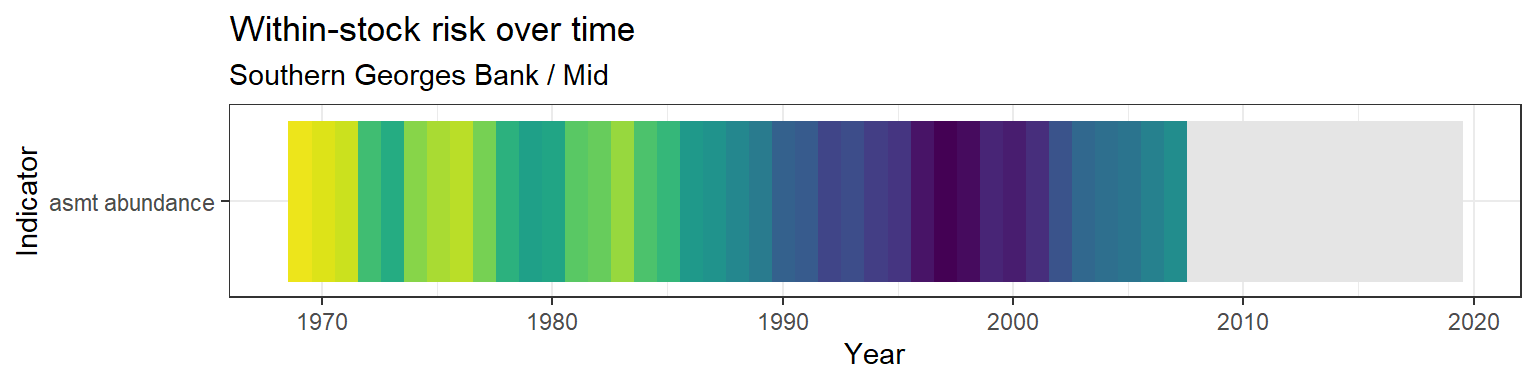 Within-stock risk over time
Southern Georges Bank / Mid
Indicator
asmt abundance
1970 1980 1990 2000 2010 2020
Year